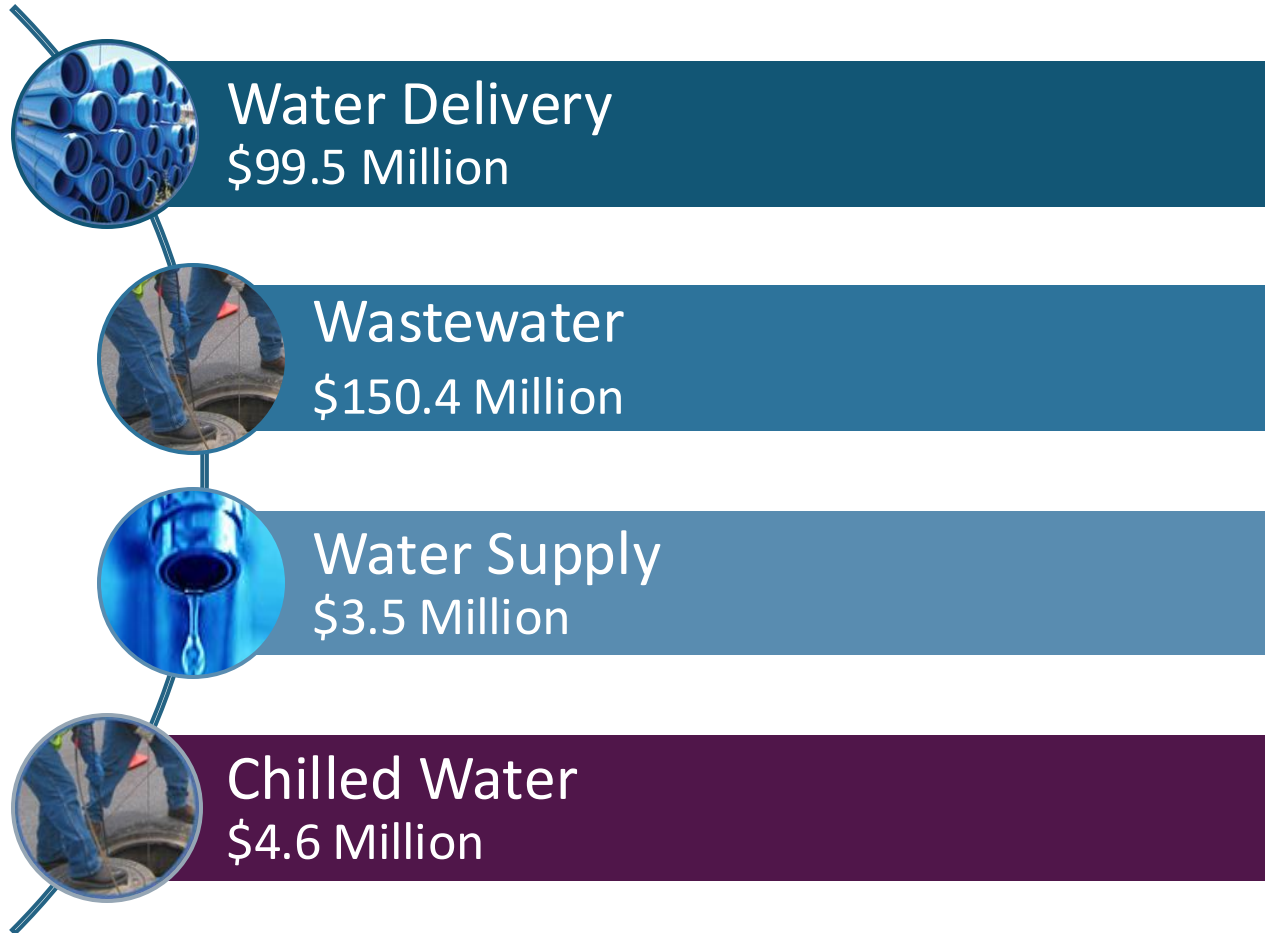 Water Delivery
$99.5 Million
Wastewater
$150.4 Million
Water Supply
$3.5 Million
Chilled Water
$4.6 Million